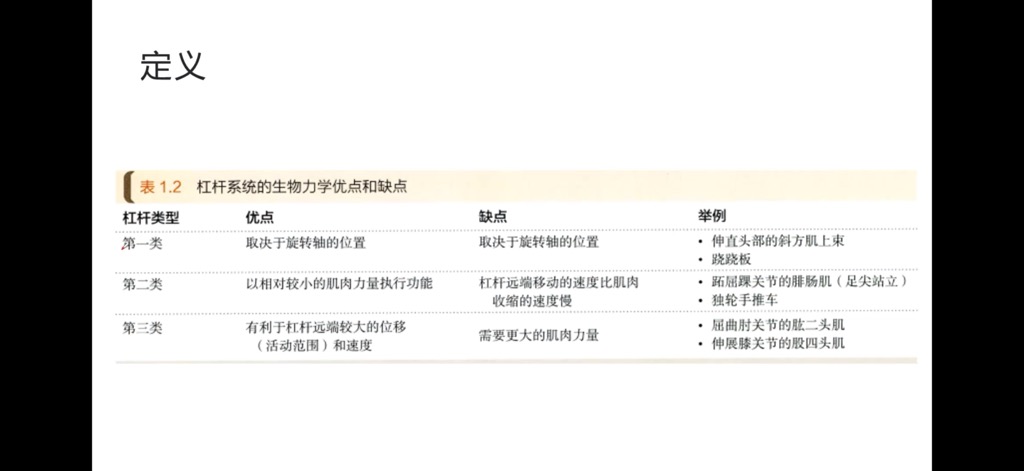 定义
表 1.2 杠杆系统的生物力学优点和缺点
杠杆类型 优点 缺点 举例
第一类 取决于旋转轴的位置 取决于旋转轴的位置 • 伸直头部的斜方肌上束
• 跷跷板
第二类 以相对较小的肌肉力量执行功能 杠杆远端移动的速度比肌肉 • 跖屈踝关节的腓肠肌（足尖站立）
收缩的速度慢 • 独轮手推车
第三类 有利于杠杆远端较大的位移 需要更大的肌肉力量 • 屈曲肘关节的肱二头肌
（活动范围）和速度 • 伸展膝关节的股四头肌